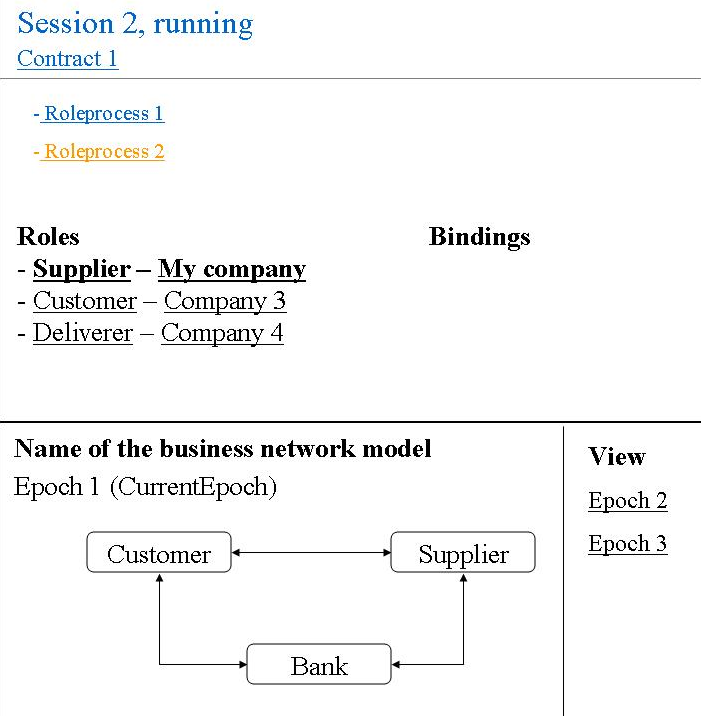 Session 2, running
Contract 1
- Roleprocess 1
- Roleprocess 2
Roles
Bindings
- Supplier – My company
- Customer – Company 3
- Deliverer – Company 4
Name of the business network model
Epoch 1 (CurrentEpoch)
Customer
Supplier
Bank
View
Epoch 2
Epoch 3